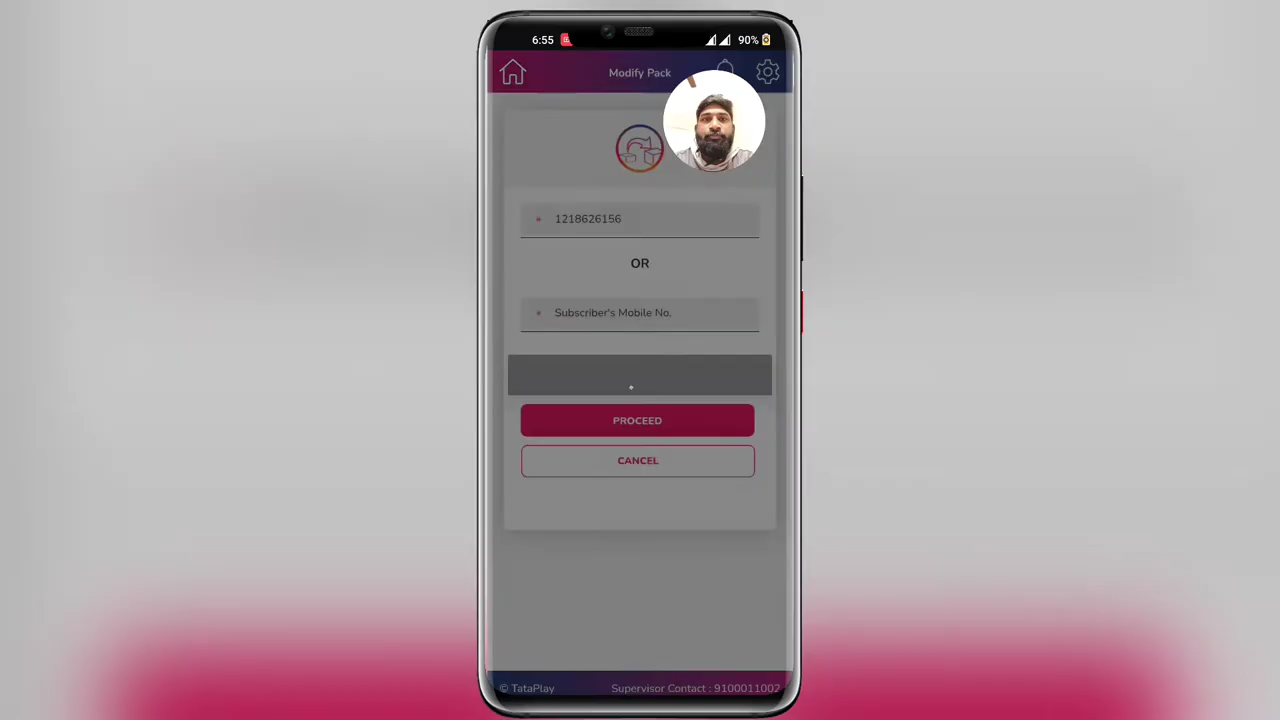 6:55
90%
Modify Pack
* 1218626156
OR
* Subscriber's Mobile No.
PROCEED
CANCEL
© TataPlay
Supervisor Contact : 9100011002